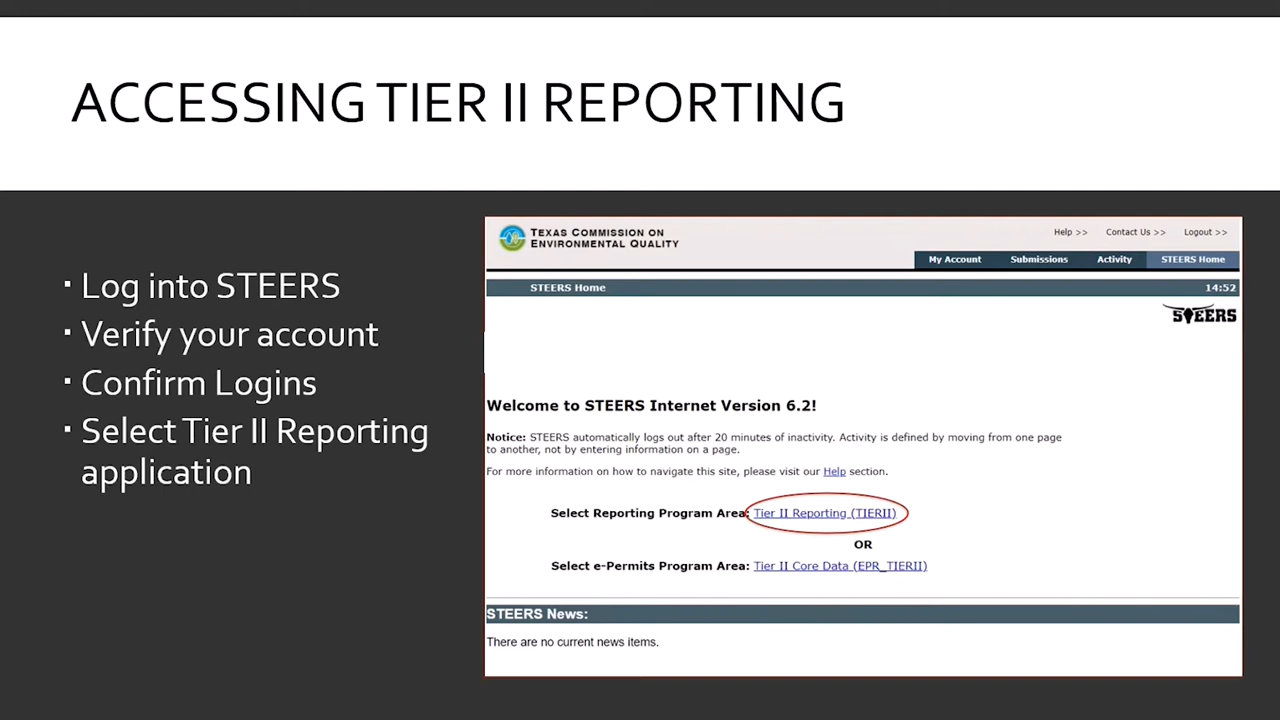 ACCESSING TIER II REPORTING
▪ Log into STEERS
▪ Verify your account
▪ Confirm Logins
▪ Select Tier II Reporting
application
TEXAS COMMISSION ON
ENVIRONMENTAL QUALITY
Help >> Contact Us >> Logout >>
My Account Submissions Activity STEERS Home
STEERS Home 14:52
STEERS
Welcome to STEERS Internet Version 6.2!
Notice: STEERS automatically logs out after 20 minutes of inactivity. Activity is defined by moving from one page
to another, not by entering information on a page.
For more information on how to navigate this site, please visit our Help section.
Select Reporting Program Area: Tier II Reporting (TIERII)
OR
Select e-Permits Program Area: Tier II Core Data (EPR_TIERII)
STEERS News:
There are no current news items.